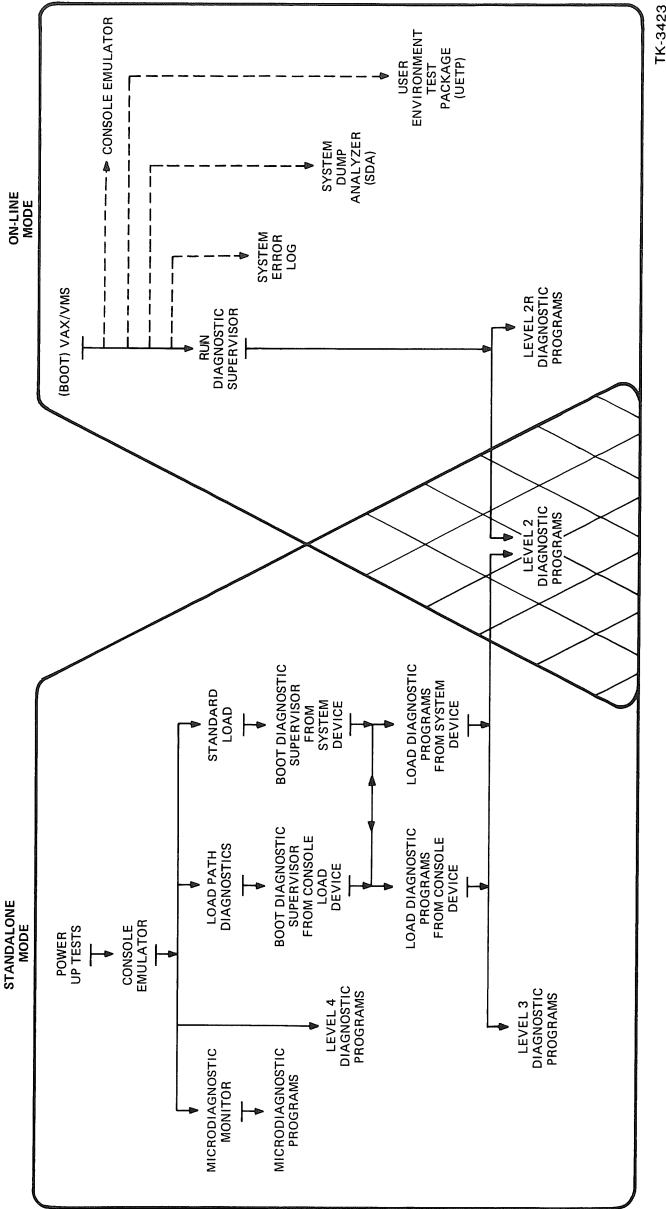 STANDALONE
MODE
POWER
UP TESTS
CONSOLE
EMULATOR
MICRODIAGNOSTIC
MONITOR
MICRODIAGNOSTIC
PROGRAMS
LEVEL 4
DIAGNOSTIC
PROGRAMS
LOAD PATH
DIAGNOSTICS
BOOT DIAGNOSTIC
SUPERVISOR
FROM CONSOLE
LOAD
DEVICE
LOAD DIAGNOSTIC
PROGRAMS
FROM CONSOLE
DEVICE
STANDARD
LOAD
BOOT DIAGNOSTIC
SUPERVISOR
FROM
SYSTEM
DEVICE
LOAD DIAGNOSTIC
PROGRAMS
FROM SYSTEM
DEVICE
LEVEL 3
DIAGNOSTIC
PROGRAMS
LEVEL 2
DIAGNOSTIC
PROGRAMS
ON-LINE
MODE
(BOOT) VAX/VMS
CONSOLE EMULATOR
RUN
DIAGNOSTIC
SUPERVISOR
SYSTEM
ERROR
LOG
SYSTEM
DUMP
ANALYZER
(SDA)
USER
ENVIRONMENT
TEST
PACKAGE
(UETP)
LEVEL 2R
DIAGNOSTIC
PROGRAMS
TK-3423